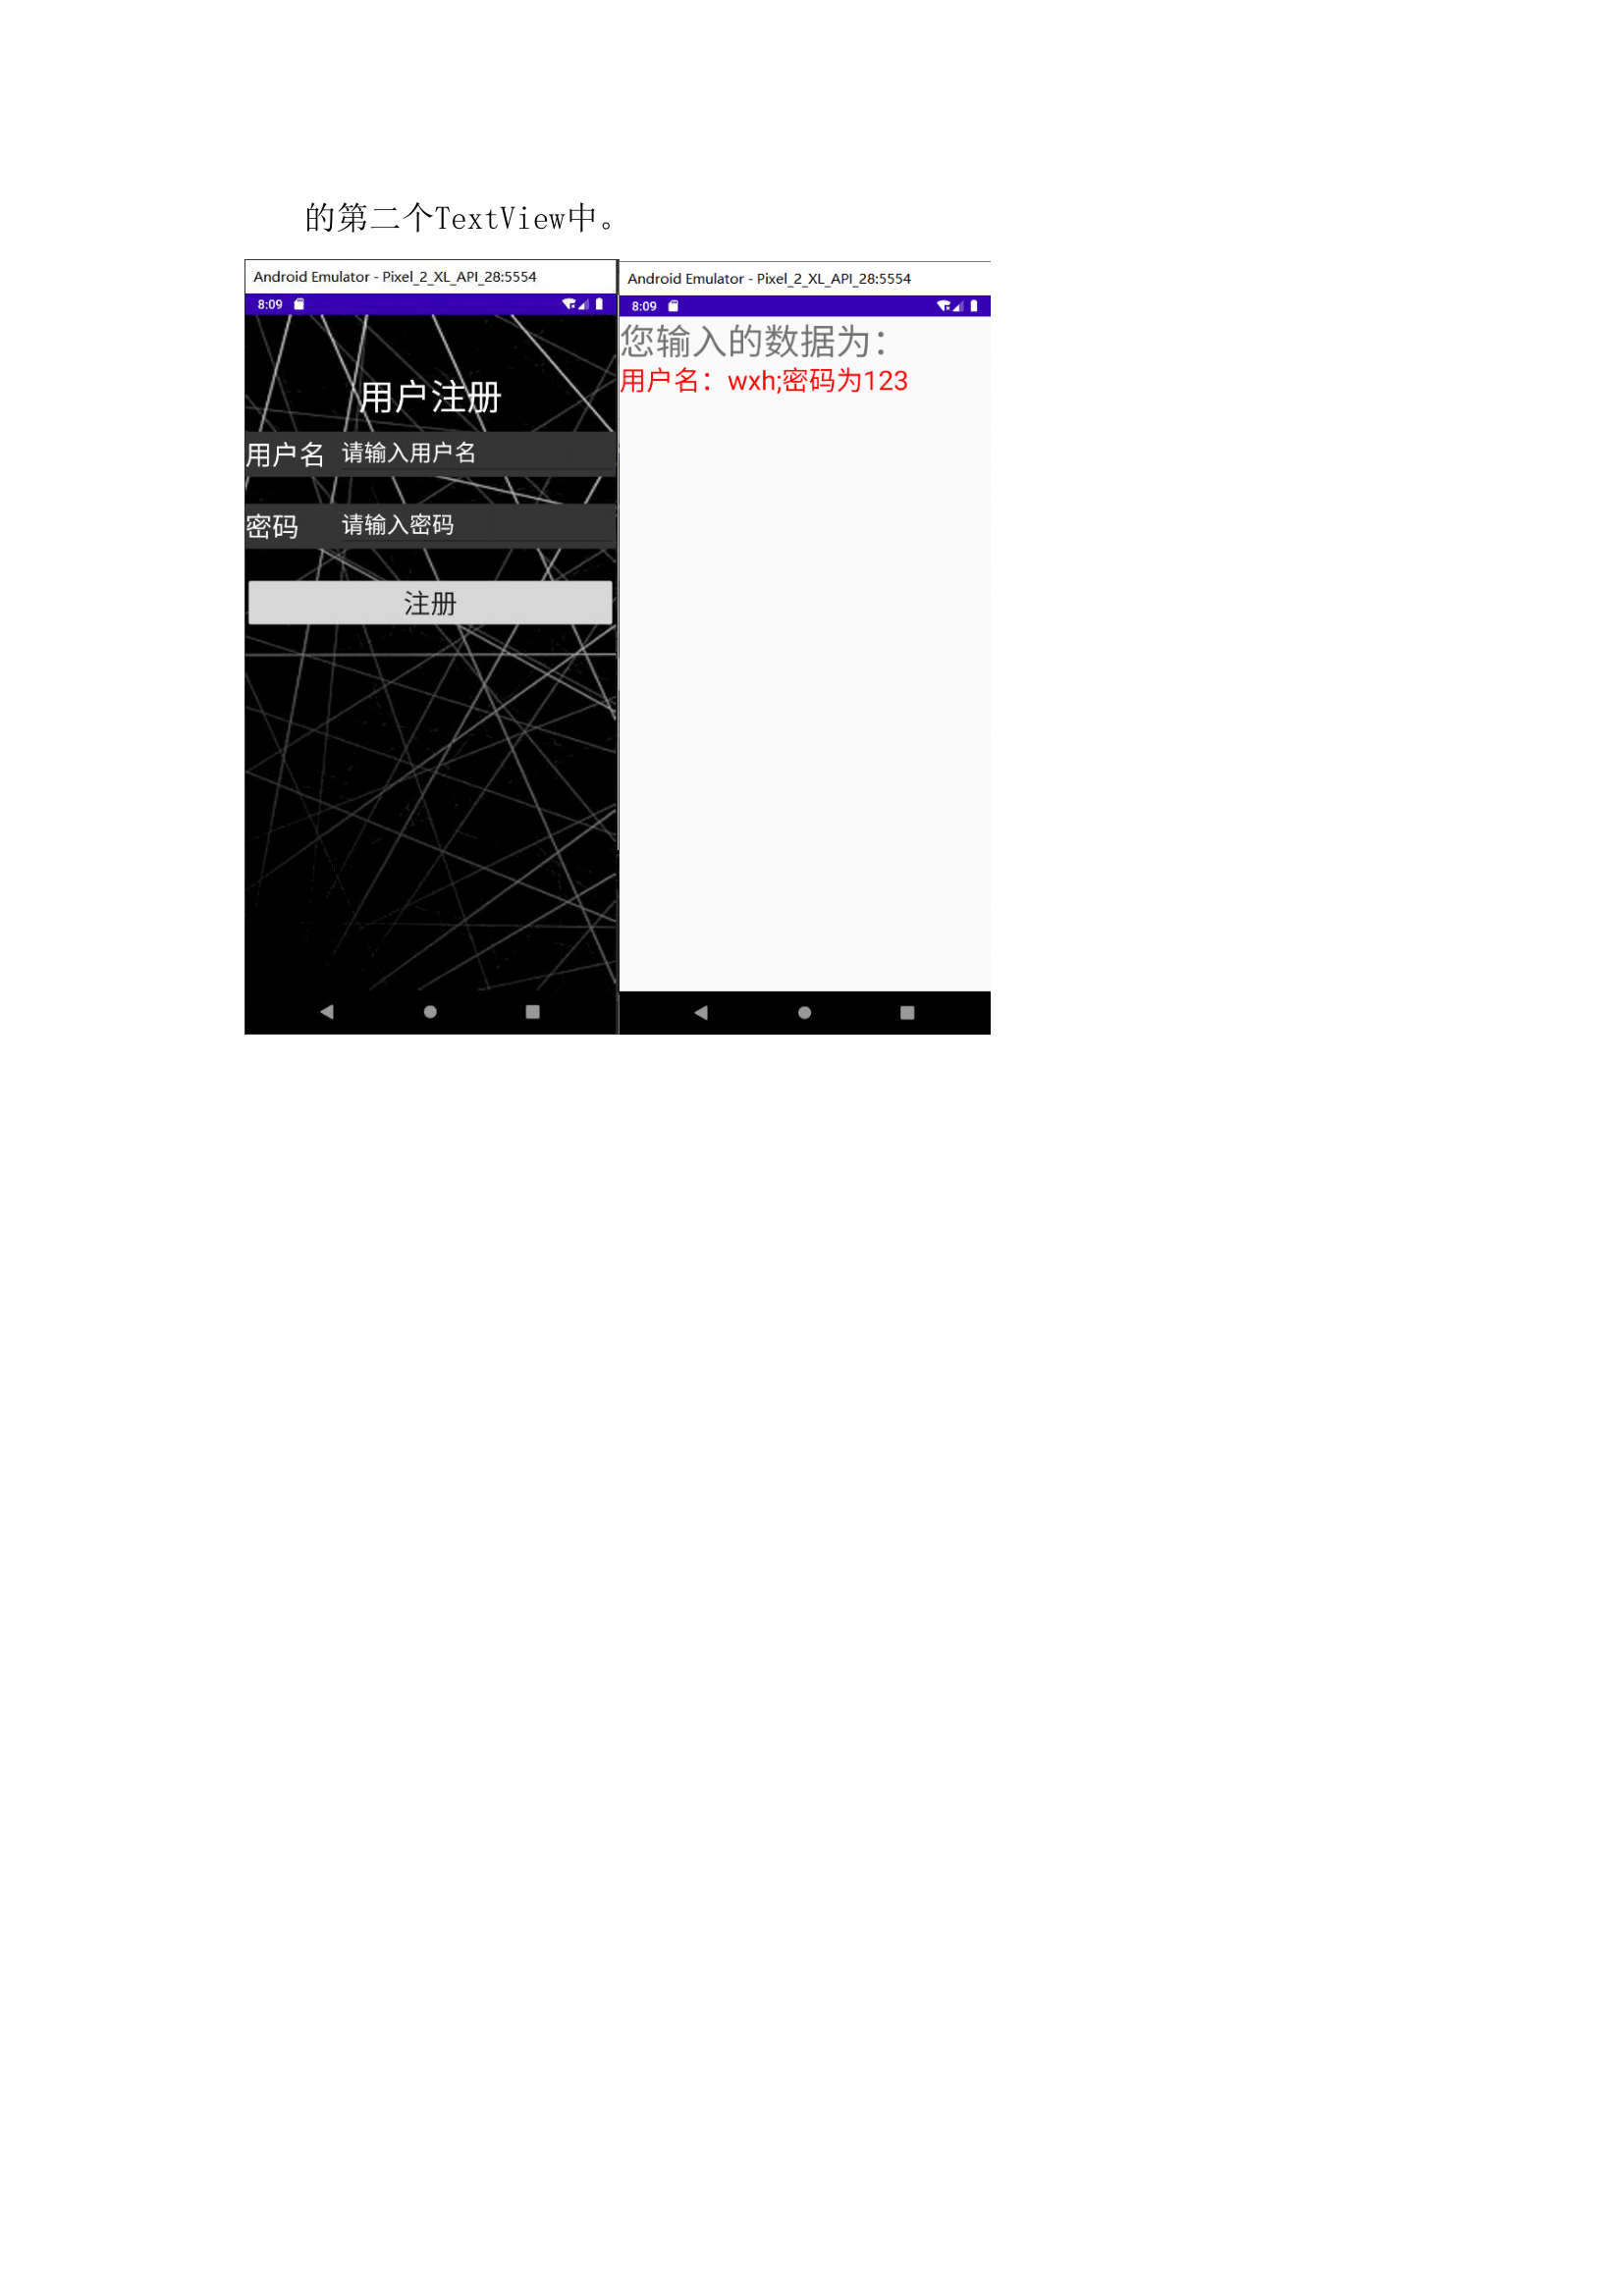 的第二个TextView中。
Android Emulator - Pixel_2_XL_API_28:5554
8:09
用户注册
用户名 请输入用户名
密码 请输入密码
注册
Android Emulator - Pixel_2_XL_API_28:5554
8:09
您输入的数据为：
用户名：wxh;密码为123